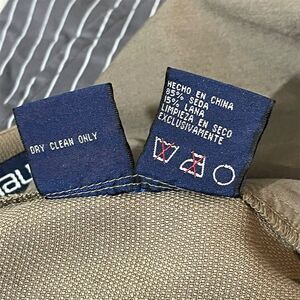 DRY CLEAN ONLY
HECHO EN CHINA
85% SEDA
15% LANA
LIMPIEZA EN SECO
EXCLUSIVAMENTE